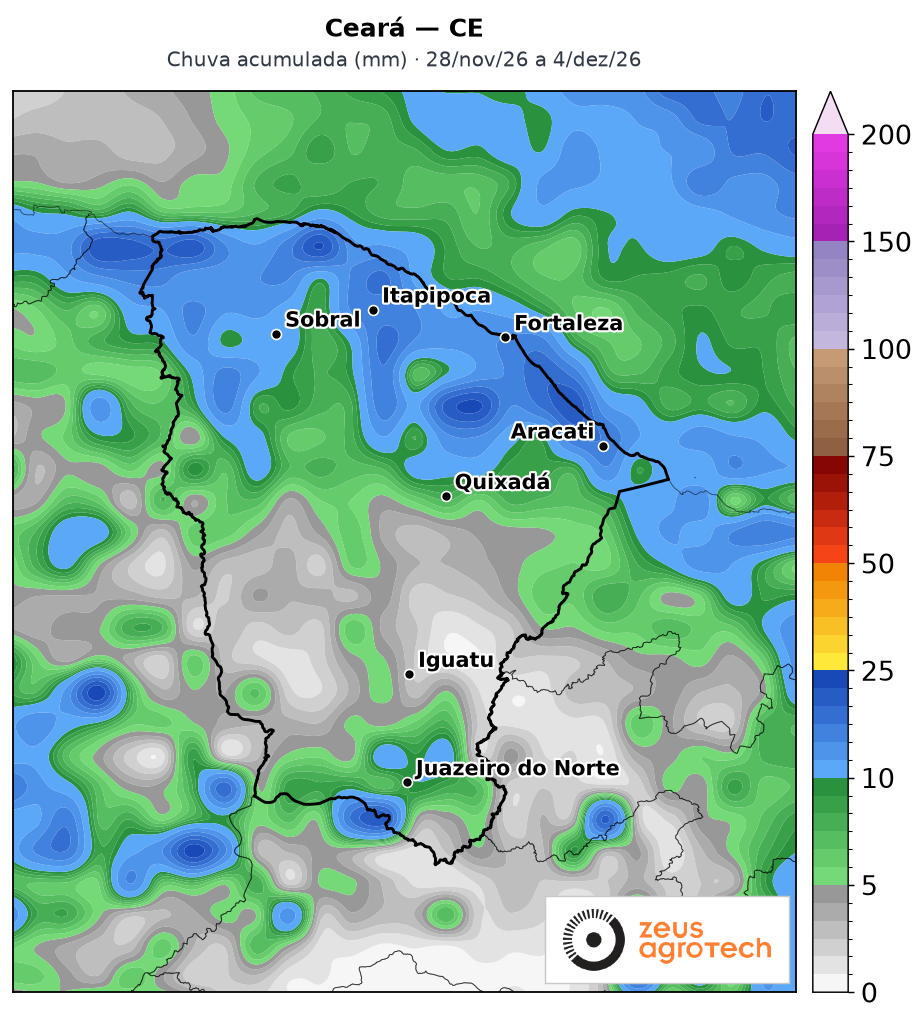 Ceará — CE
Chuva acumulada (mm) · 28/nov/26 a 4/dez/26
200
150
100
75
50
25
10
5
0
Itapipoca
Sobral
Fortaleza
Aracati
Quixadá
Iguatu
Juazeiro do Norte
zeus
agrotech